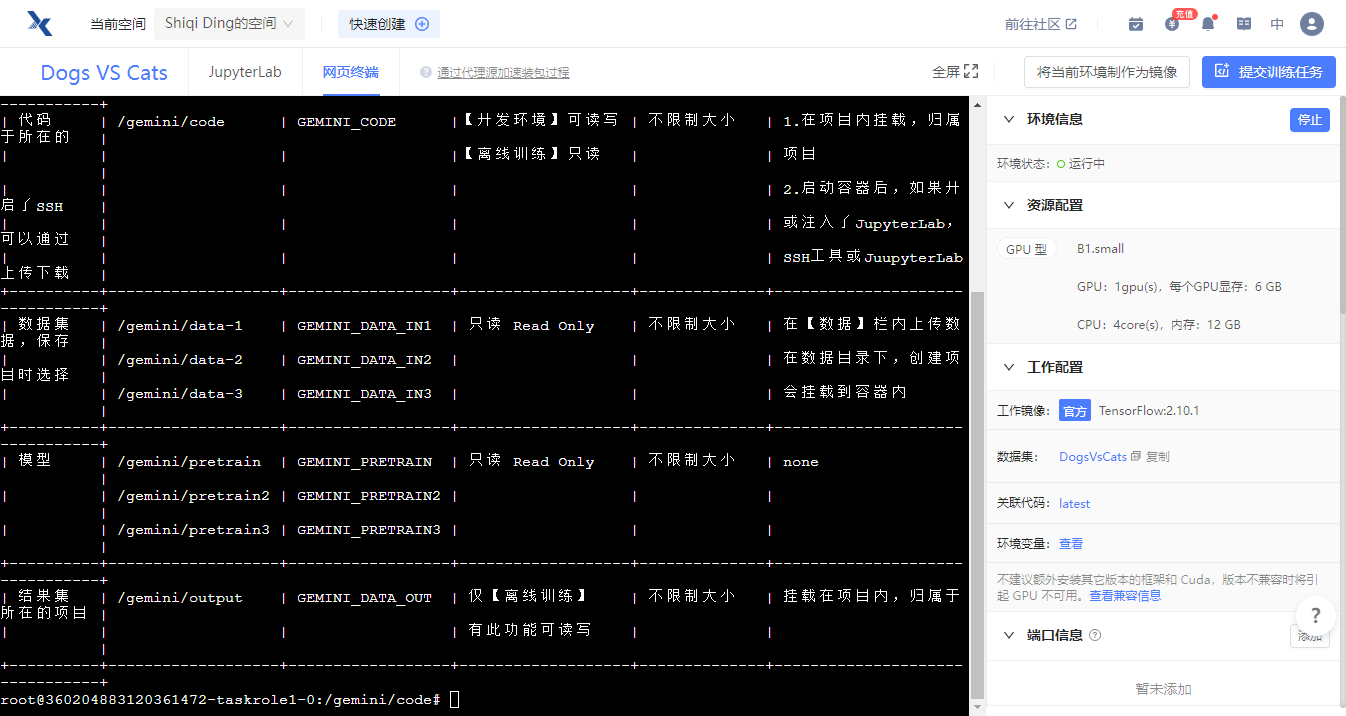 当前空间 Shiqi Ding的空间 快速创建 前往社区 充值 中
Dogs VS Cats JupyterLab 网页终端 通过代理源加速装包过程 全屏 将当前环境制作为镜像 提交训练任务
-----------+
| 代码 | /gemini/code | GEMINI_CODE |【开发环境】可读写 | 不限制大小 | 1.在项目内挂载，归属
于所在的 |
| | |【离线训练】只读 | | 项目
|
| | | | | 2.启动容器后，如果开
启了SSH |
| | | | | 或注入了JupyterLab，
可以通过 |
| | | | | SSH工具或JuupyterLab
上传下载 |
+-----------+-------------------+------------------+-------------------+--------------+---------------------
-----------+
| 数据集 | /gemini/data-1 | GEMINI_DATA_IN1 | 只读 Read Only | 不限制大小 | 在【数据】栏内上传数
据，保存 |
| | /gemini/data-2 | GEMINI_DATA_IN2 | | | 在数据目录下，创建项
目时选择 |
| | /gemini/data-3 | GEMINI_DATA_IN3 | | | 会挂载到容器内
|
+-----------+-------------------+------------------+-------------------+--------------+---------------------
-----------+
| 模型 | /gemini/pretrain | GEMINI_PRETRAIN | 只读 Read Only | 不限制大小 | none
|
| | /gemini/pretrain2 | GEMINI_PRETRAIN2 | | |
|
| | /gemini/pretrain3 | GEMINI_PRETRAIN3 | | |
|
+-----------+-------------------+------------------+-------------------+--------------+---------------------
-----------+
| 结果集 | /gemini/output | GEMINI_DATA_OUT | 仅【离线训练】 | 不限制大小 | 挂载在项目内，归属于
所在的项目 |
| | | | 有此功能可读写 | |
|
+-----------+-------------------+------------------+-------------------+--------------+---------------------
-----------+
root@360204883120361472-taskrole1-0:/gemini/code#
环境信息 停止
环境状态： 运行中
资源配置
GPU 型 B1.small
GPU：1gpu(s)，每个GPU显存：6 GB
CPU：4core(s)，内存：12 GB
工作配置
工作镜像： 官方 TensorFlow:2.10.1
数据集： DogsVsCats 复制
关联代码： latest
环境变量： 查看
不建议额外安装其它版本的框架和 Cuda，版本不兼容时将引
起 GPU 不可用。查看兼容信息
?
端口信息 ? 添加
暂未添加